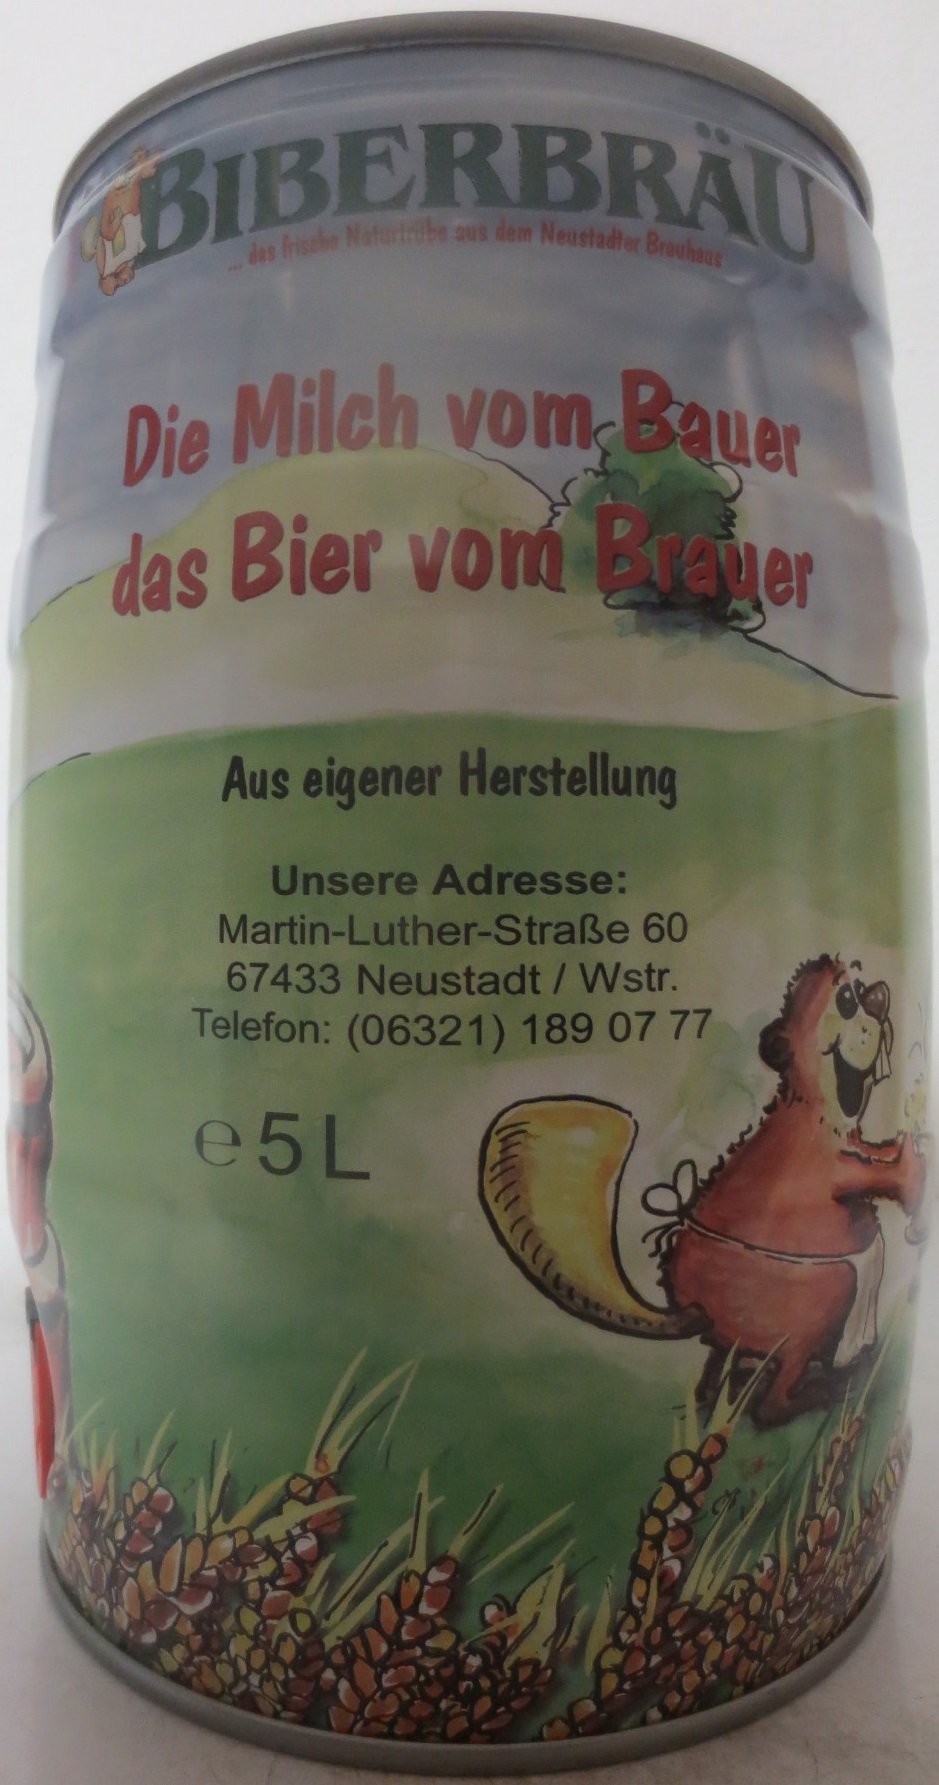 BIBERBRÄU
... das frische Naturtrübe aus dem Neustadter Brauhaus
Die Milch vom Bauer
das Bier vom Brauer
Aus eigener Herstellung
Unsere Adresse:
Martin-Luther-Straße 60
67433 Neustadt / Wstr.
Telefon: (06321) 189 07 77
℮ 5 L